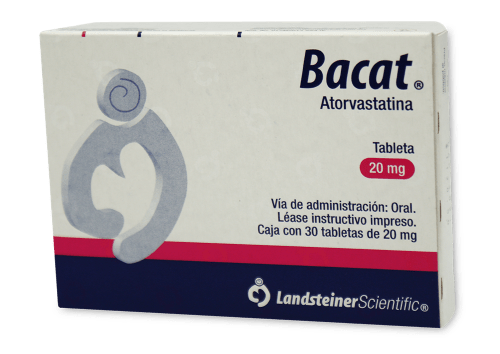 Bacat®
Atorvastatina
Tableta
20 mg
Vía de administración: Oral.
Léase instructivo impreso.
Caja con 30 tabletas de 20 mg
LandsteinerScientific®